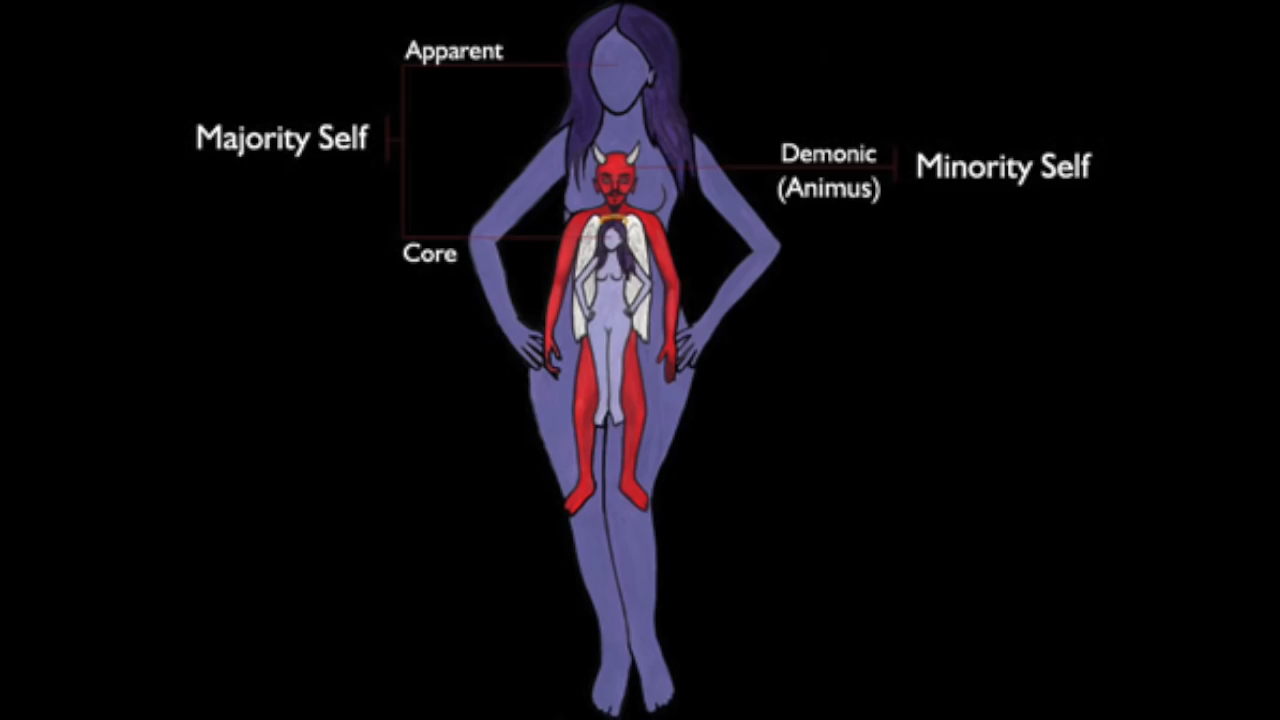 Apparent
Majority Self
Demonic
(Animus)
Minority Self
Core